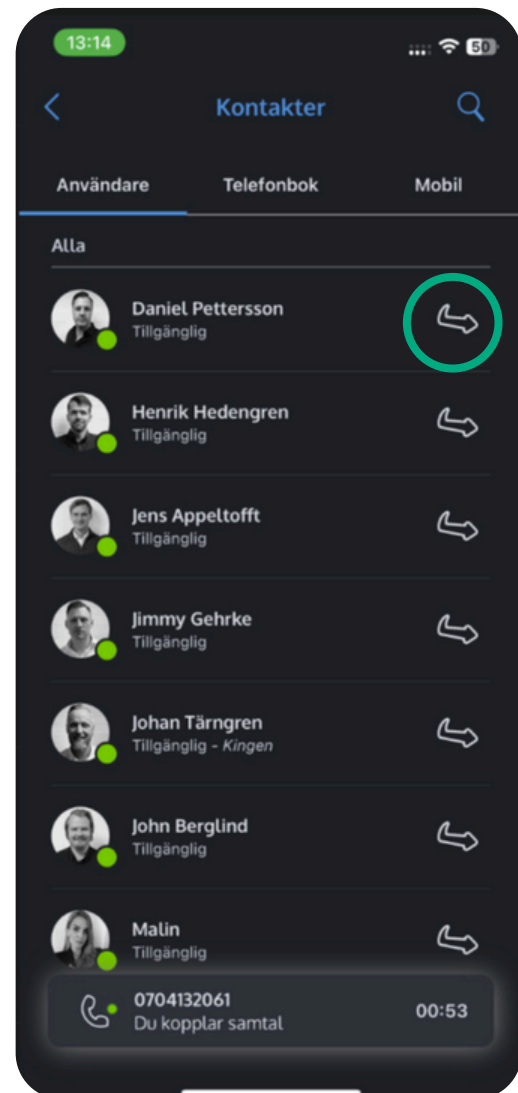 13:14
50
Kontakter
Användare Telefonbok Mobil
Alla
Daniel Pettersson
Tillgänglig
Henrik Hedengren
Tillgänglig
Jens Appeltofft
Tillgänglig
Jimmy Gehrke
Tillgänglig
Johan Tärngren
Tillgänglig - Kingen
John Berglind
Tillgänglig
Malin
Tillgänglig
0704132061
Du kopplar samtal
00:53